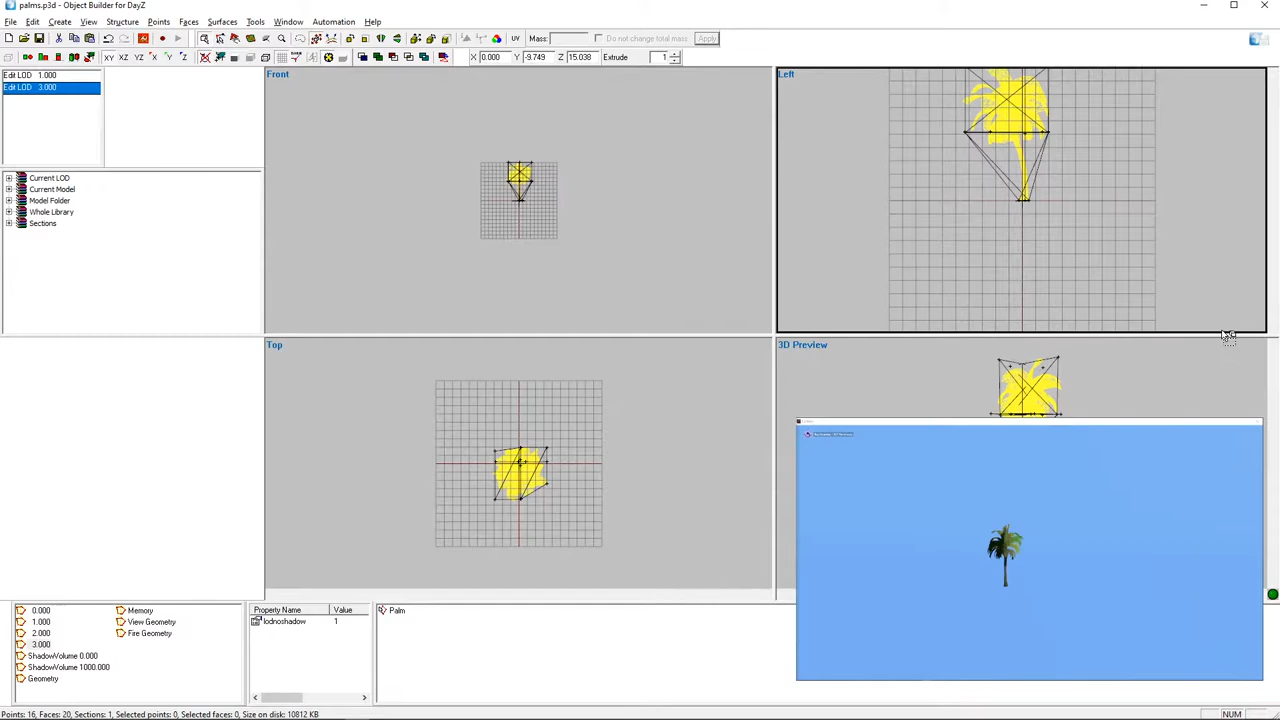 palms.p3d - Object Builder for DayZ
File Edit Create View Structure Points Faces Surfaces Tools Window Automation Help
UV Mass: Do not change total mass Apply
XY XZ YZ X 0.000 Y -9.749 Z 15.038 Extrude 1
Edit LOD 1.000
Edit LOD 3.000
Current LOD
Current Model
Model Folder
Whole Library
Sections
Front
Left
Top
3D Preview
0.000 Memory
1.000 View Geometry
2.000 Fire Geometry
3.000
ShadowVolume 0.000
ShadowVolume 1000.000
Geometry
Property Name Value
lodnoshadow 1
Palm
Points: 16, Faces: 20, Sections: 1, Selected points: 0, Selected faces: 0, Size on disk: 10812 KB
NUM